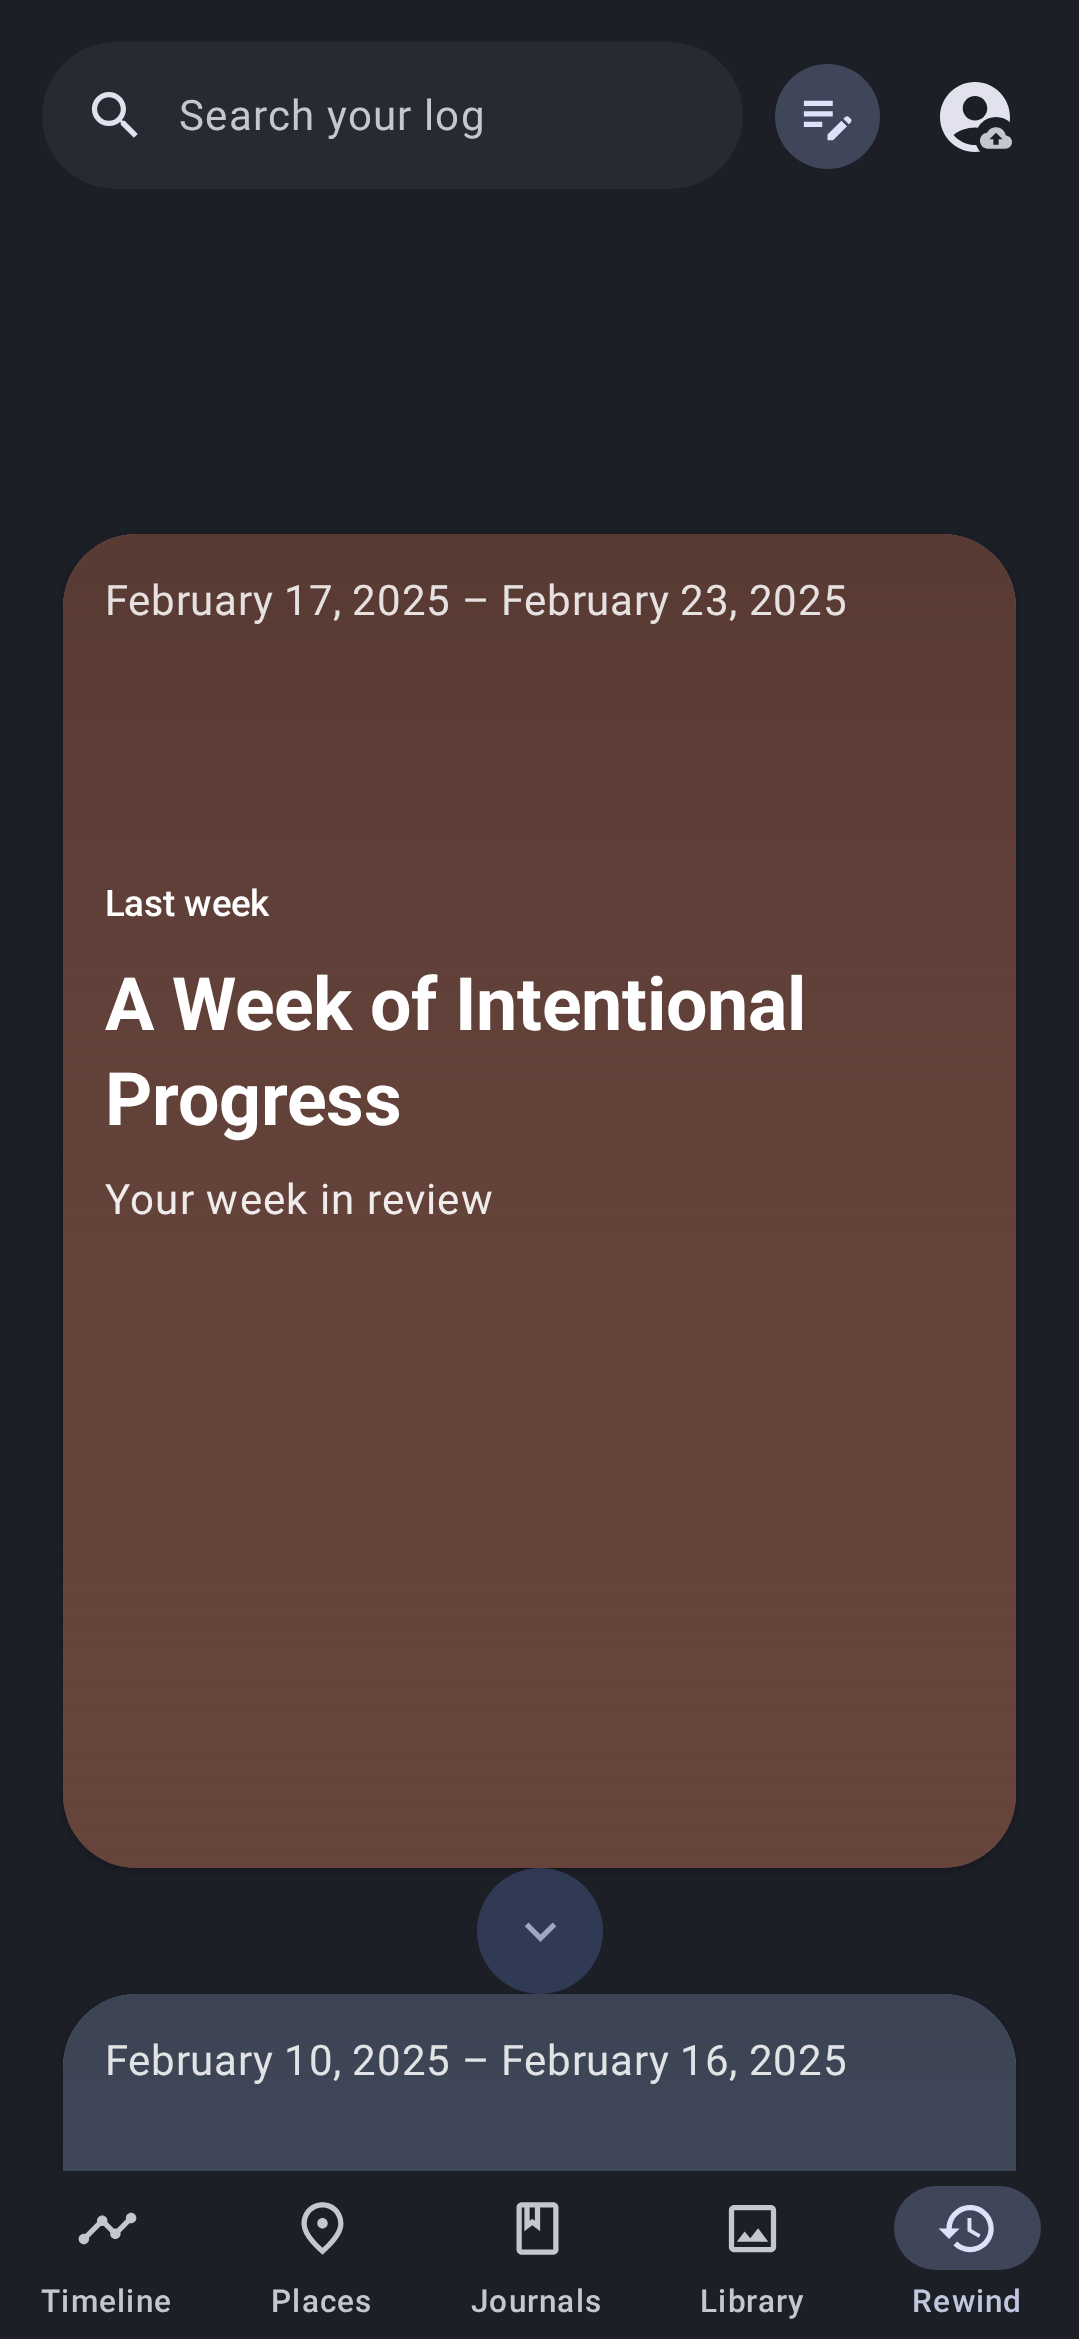 Search your log
February 17, 2025 – February 23, 2025
Last week
A Week of Intentional
Progress
Your week in review
February 10, 2025 – February 16, 2025
Timeline
Places
Journals
Library
Rewind